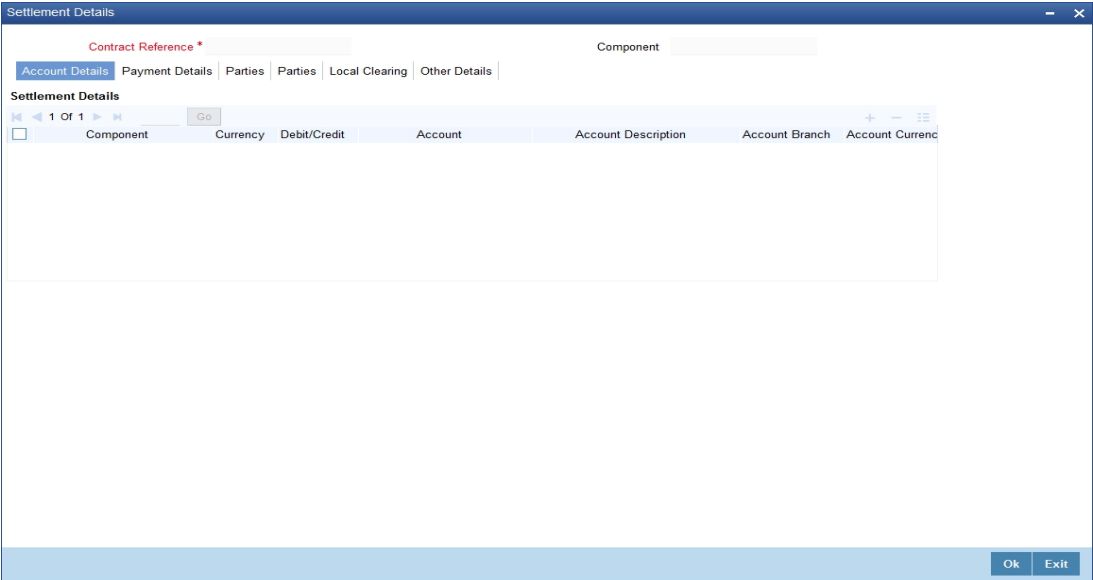 Settlement Details
Contract Reference * Component
Account Details Payment Details Parties Parties Local Clearing Other Details
Settlement Details
1 Of 1 Go
Component Currency Debit/Credit Account Account Description Account Branch Account Currenc
Ok Exit